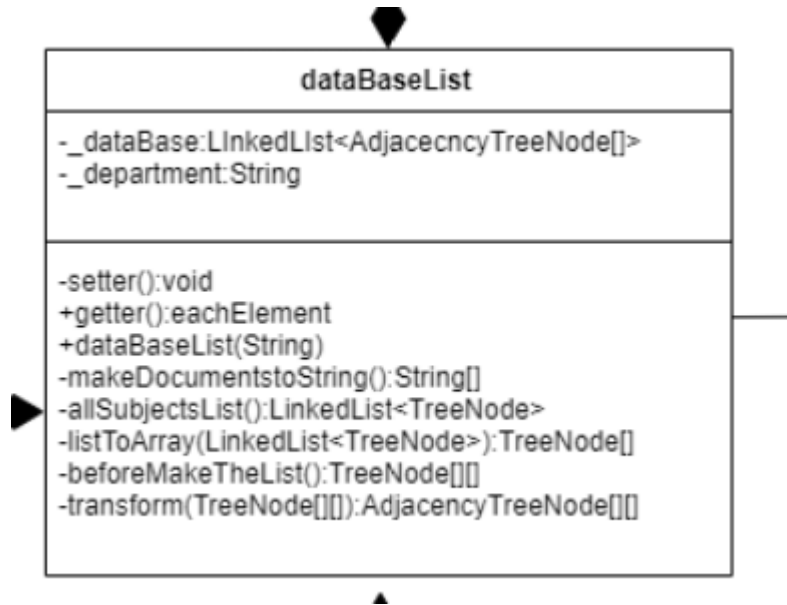 dataBaseList
-_dataBase:LInkedLIst<AdjacecncyTreeNode[]>
-_department:String
-setter():void
+getter():eachElement
+dataBaseList(String)
-makeDocumentstoString():String[]
-allSubjectsList():LinkedList<TreeNode>
-listToArray(LinkedList<TreeNode>):TreeNode[]
-beforeMakeTheList():TreeNode[][]
-transform(TreeNode[][]):AdjacencyTreeNode[][]